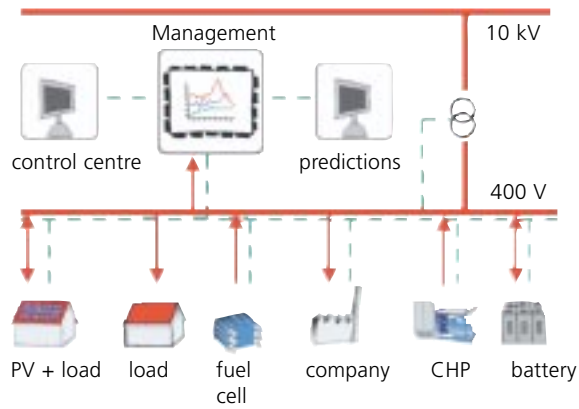 Management
10 kV
control centre
predictions
400 V
PV + load
load
fuel
cell
company
CHP
battery